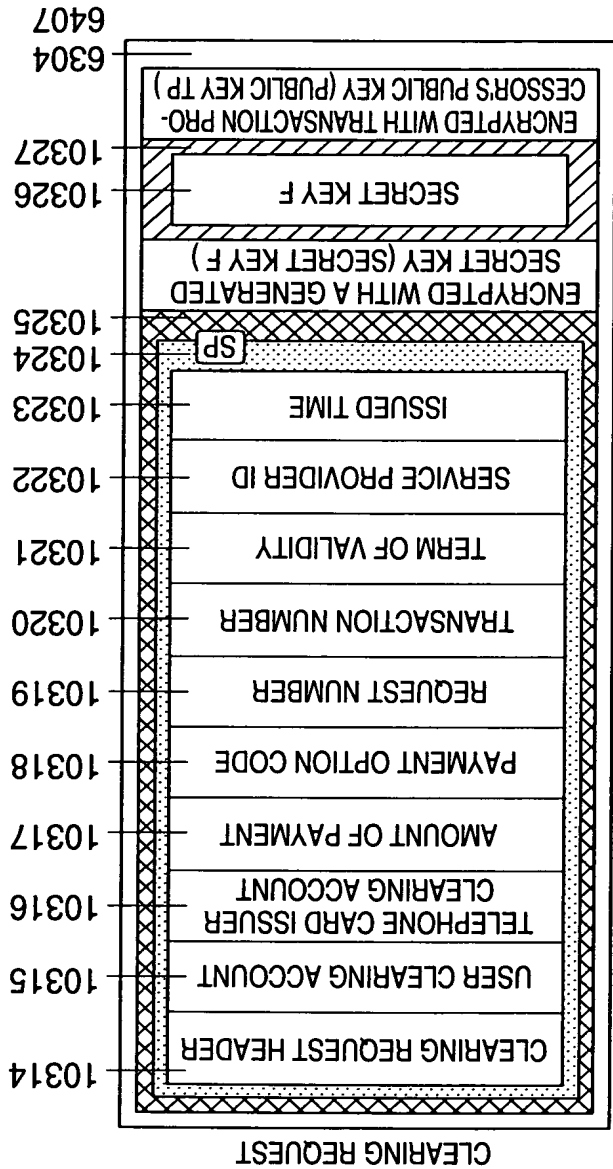 CLEARING REQUEST
CLEARING REQUEST HEADER
10314
USER CLEARING ACCOUNT
10315
TELEPHONE CARD ISSUER
CLEARING ACCOUNT
10316
AMOUNT OF PAYMENT
10317
PAYMENT OPTION CODE
10318
REQUEST NUMBER
10319
TRANSACTION NUMBER
10320
TERM OF VALIDITY
10321
SERVICE PROVIDER ID
10322
ISSUED TIME
10323
SP
10324
10325
ENCRYPTED WITH A GENERATED
SECRET KEY (SECRET KEY F)
SECRET KEY F
10326
10327
ENCRYPTED WITH TRANSACTION PRO-
CESSOR'S PUBLIC KEY (PUBLIC KEY TP)
6304
6407